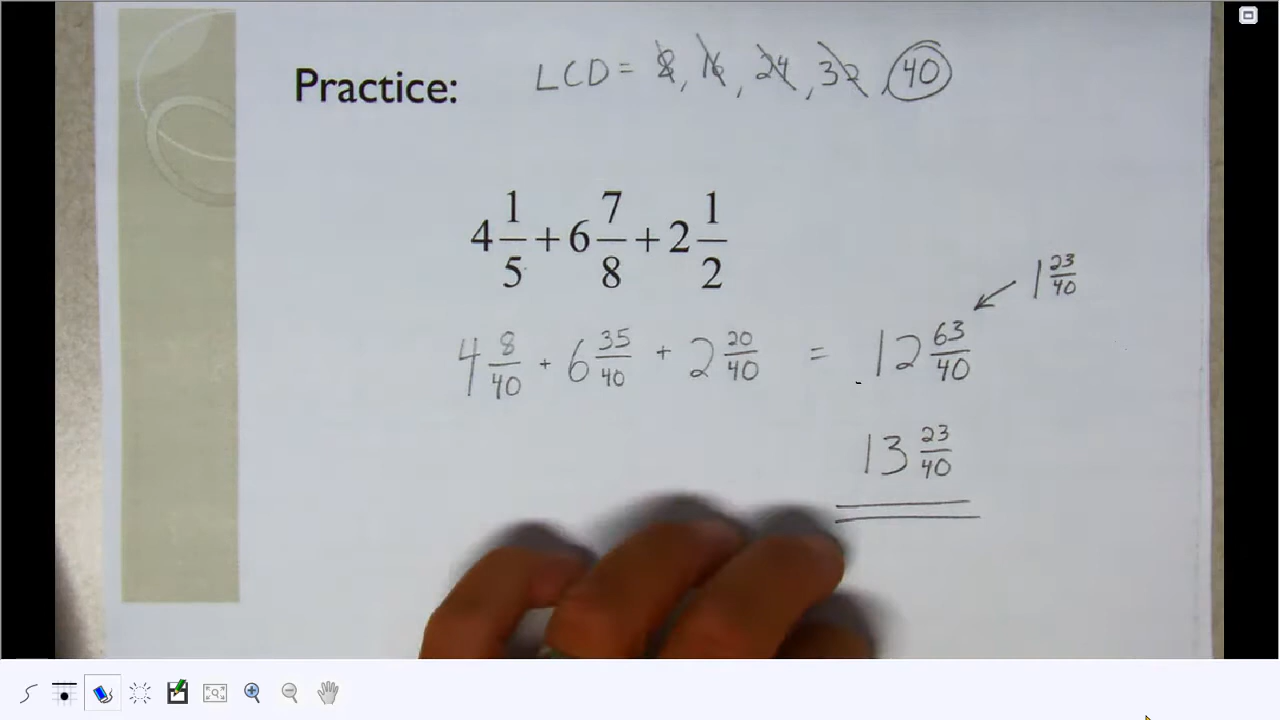 Practice: LCD = 8, 16, 24, 32, 40
4 1/5 + 6 7/8 + 2 1/2
1 23/40
4 8/40 + 6 35/40 + 2 20/40 = 12 63/40
13 23/40